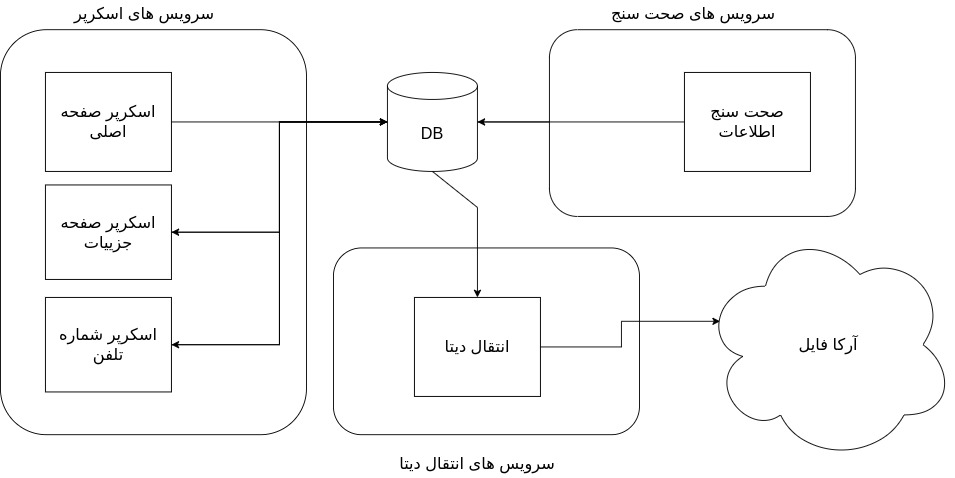 سرویس های اسکرپر
سرویس های صحت سنج
اسکرپر صفحه
اصلی
DB
صحت سنج
اطلاعات
اسکرپر صفحه
جزییات
اسکرپر شماره
تلفن
انتقال دیتا
آرکا فایل
سرویس های انتقال دیتا